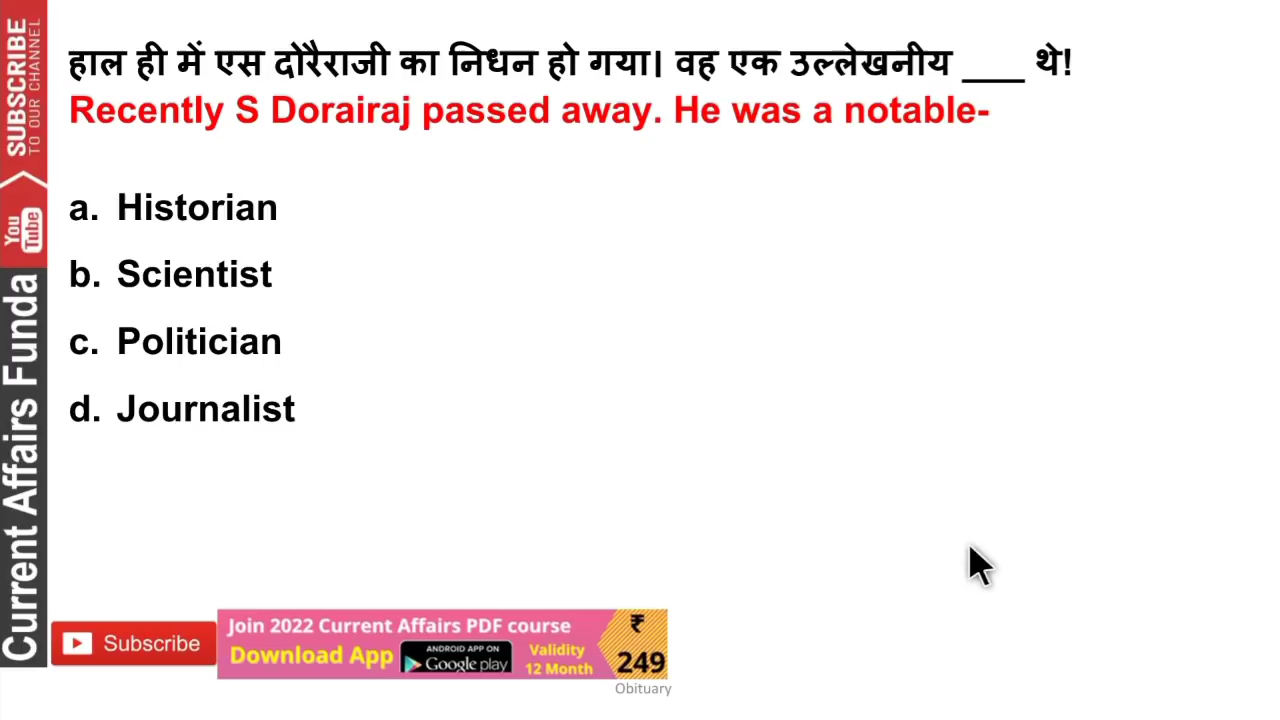 हाल ही में एस दोरैराजी का निधन हो गया। वह एक उल्लेखनीय ___ थे!
Recently S Dorairaj passed away. He was a notable-
a. Historian
b. Scientist
c. Politician
d. Journalist
SUBSCRIBE
TO OUR CHANNEL
You
Tube
Current Affairs Funda
Subscribe
Join 2022 Current Affairs PDF course
Download App
ANDROID APP ON
Google play
Validity
12 Month
₹
249
Obituary